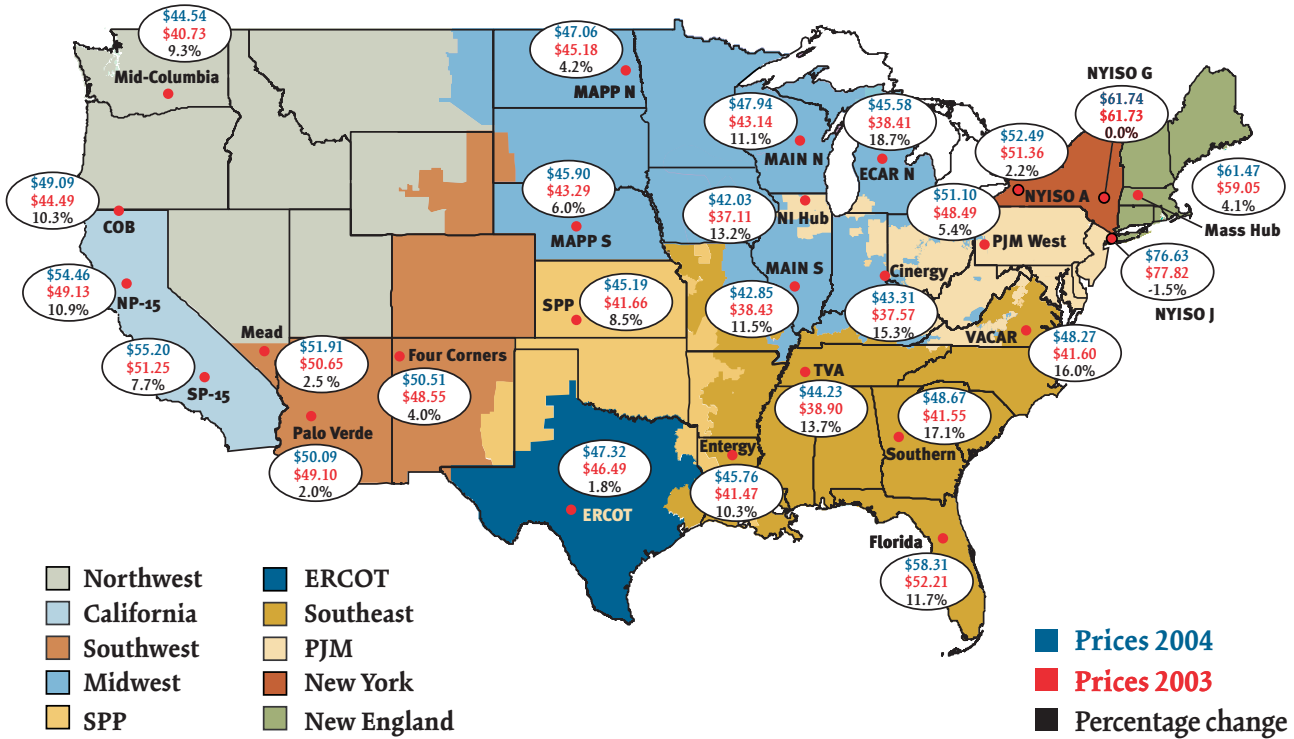 $44.54
$40.73
9.3%
Mid-Columbia
$47.06
$45.18
4.2%
MAPP N
NYISO G
$61.74
$61.73
0.0%
$47.94
$43.14
11.1%
MAIN N
$45.58
$38.41
18.7%
ECAR N
$52.49
$51.36
2.2%
NYISO A
$61.47
$59.05
4.1%
Mass Hub
$49.09
$44.49
10.3%
COB
$45.90
$43.29
6.0%
MAPP S
$42.03
$37.11
13.2%
NI Hub
$51.10
$48.49
5.4%
PJM West
$76.63
$77.82
-1.5%
NYISO J
$54.46
$49.13
10.9%
NP-15
SPP
$45.19
$41.66
8.5%
MAIN S
$42.85
$38.43
11.5%
Cinergy
$43.31
$37.57
15.3%
VACAR
$48.27
$41.60
16.0%
Mead
$51.91
$50.65
2.5 %
$55.20
$51.25
7.7%
SP-15
Four Corners
$50.51
$48.55
4.0%
TVA
$44.23
$38.90
13.7%
$48.67
$41.55
17.1%
Southern
Palo Verde
$50.09
$49.10
2.0%
$47.32
$46.49
1.8%
ERCOT
Entergy
$45.76
$41.47
10.3%
Florida
$58.31
$52.21
11.7%
Northwest
California
Southwest
Midwest
SPP
ERCOT
Southeast
PJM
New York
New England
Prices 2004
Prices 2003
Percentage change